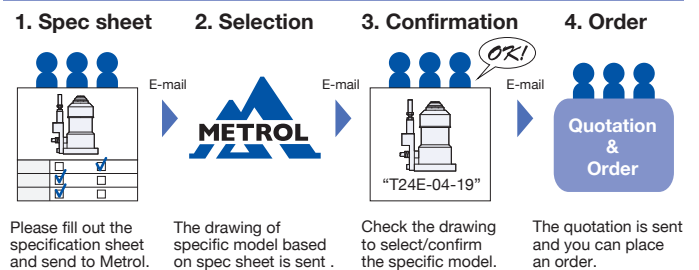 1. Spec sheet
2. Selection
3. Confirmation
4. Order
OK!
E-mail
E-mail
E-mail
METROL
"T24E-04-19"
Quotation
&
Order
Please fill out the
specification sheet
and send to Metrol.
The drawing of
specific model based
on spec sheet is sent .
Check the drawing
to select/confirm
the specific model.
The quotation is sent
and you can place
an order.